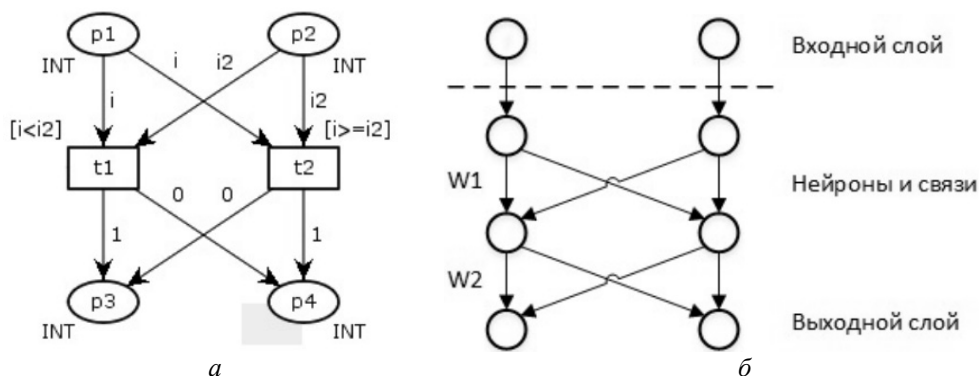 p1 p2
INT i i2 INT
i i2
[i<i2] [i>=i2]
t1 t2
0 0
1 1
p3 p4
INT INT
а
Входной слой
W1 Нейроны и связи
W2
Выходной слой
б